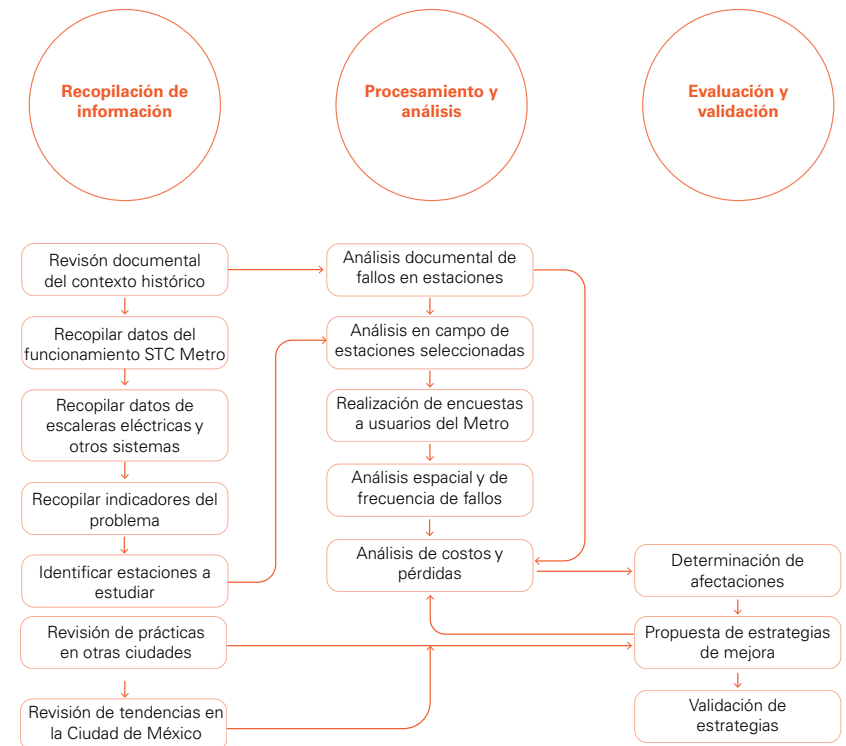 Recopilación de
información
Procesamiento y
análisis
Evaluación y
validación
Revisón documental
del contexto histórico
Recopilar datos del
funcionamiento STC Metro
Recopilar datos de
escaleras eléctricas y
otros sistemas
Recopilar indicadores del
problema
Identificar estaciones a
estudiar
Revisión de prácticas
en otras ciudades
Revisión de tendencias en
la Ciudad de México
Análisis documental de
fallos en estaciones
Análisis en campo de
estaciones seleccionadas
Realización de encuestas
a usuarios del Metro
Análisis espacial y de
frecuencia de fallos
Análisis de costos y
pérdidas
Determinación de
afectaciones
Propuesta de estrategias
de mejora
Validación de
estrategias